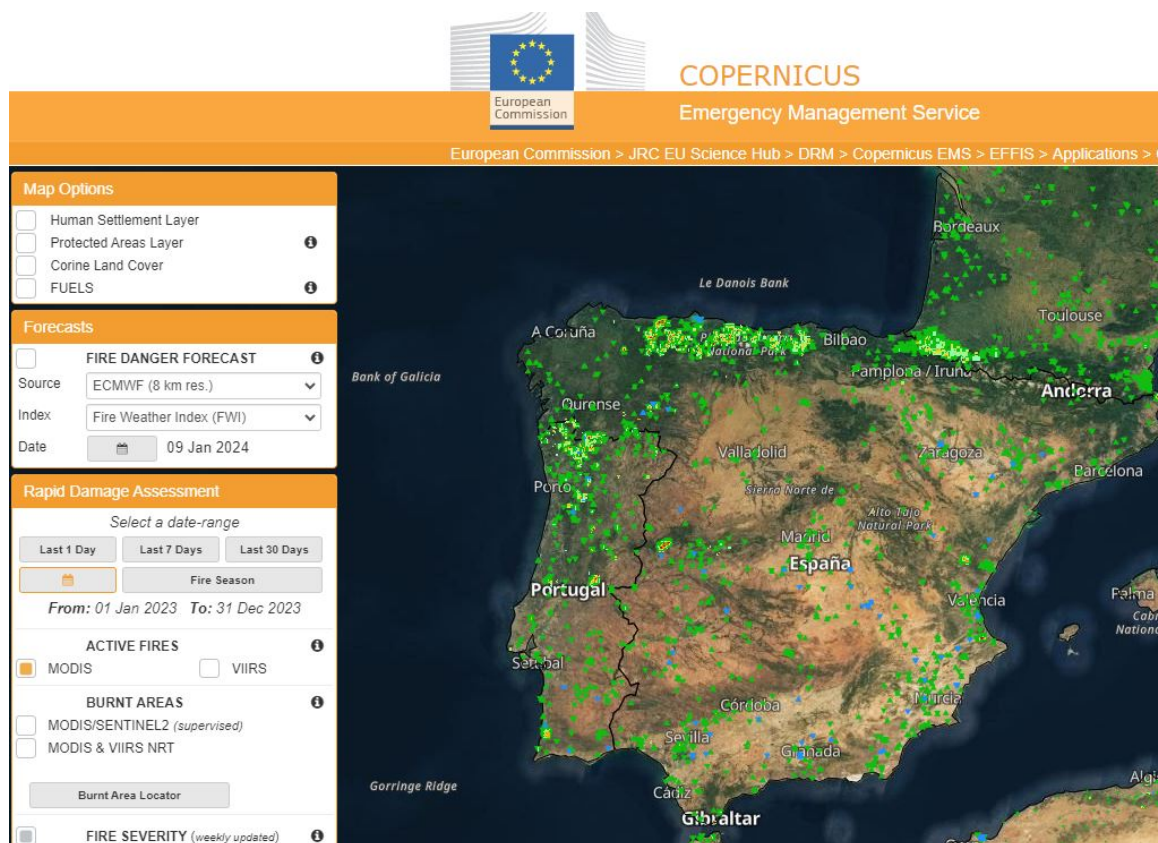 European
Commission
COPERNICUS
Emergency Management Service
European Commission > JRC EU Science Hub > DRM > Copernicus EMS > EFFIS > Applications >
Map Options
Human Settlement Layer
Protected Areas Layer
Corine Land Cover
FUELS
Forecasts
FIRE DANGER FORECAST
Source ECMWF (8 km res.)
Index Fire Weather Index (FWI)
Date 09 Jan 2024
Rapid Damage Assessment
Select a date-range
Last 1 Day Last 7 Days Last 30 Days
Fire Season
From: 01 Jan 2023 To: 31 Dec 2023
ACTIVE FIRES
MODIS VIIRS
BURNT AREAS
MODIS/SENTINEL2 (supervised)
MODIS & VIIRS NRT
Burnt Area Locator
FIRE SEVERITY (weekly updated)
Bordeaux
Le Danois Bank
Toulouse
A Coruña
Bilbao
National Park
Bank of Galicia
Pamplona / Iruña
Andorra
Ourense
Valladolid
Zaragoza
Barcelona
Porto
Sierra Norte de
Alto Tajo
Natural Park
Madrid
España
Portugal
Valencia
Palma
Cab
Nationa
Setúbal
Murcia
Córdoba
Sevilla
Granada
Gorringe Ridge
Cádiz
Alg
Gibraltar